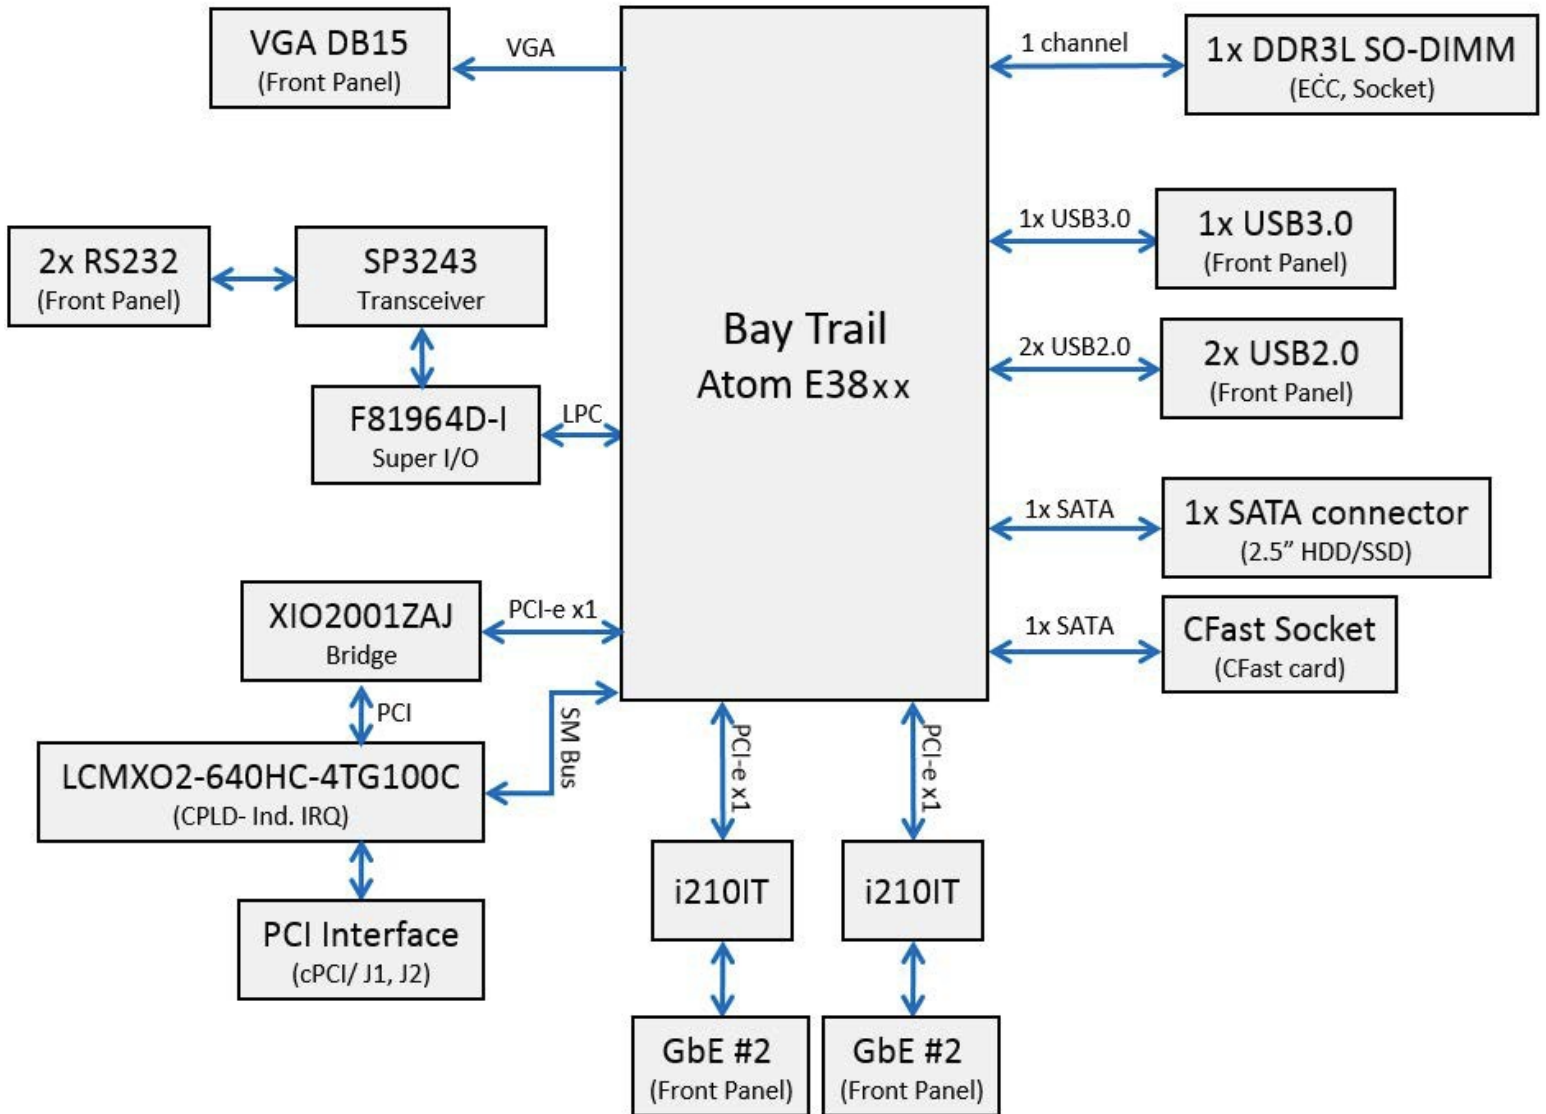 VGA DB15
(Front Panel)
VGA
1 channel
1x DDR3L SO-DIMM
(EĊC, Socket)
2x RS232
(Front Panel)
SP3243
Transceiver
1x USB3.0
1x USB3.0
(Front Panel)
Bay Trail
Atom E38xx
2x USB2.0
2x USB2.0
(Front Panel)
F81964D-I
Super I/O
LPC
1x SATA
1x SATA connector
(2.5” HDD/SSD)
XIO2001ZAJ
Bridge
PCI-e x1
1x SATA
CFast Socket
(CFast card)
PCI
SM Bus
PCI-e x1
PCI-e x1
LCMXO2-640HC-4TG100C
(CPLD- Ind. IRQ)
i210IT
i210IT
PCI Interface
(cPCI/ J1, J2)
GbE #2
(Front Panel)
GbE #2
(Front Panel)